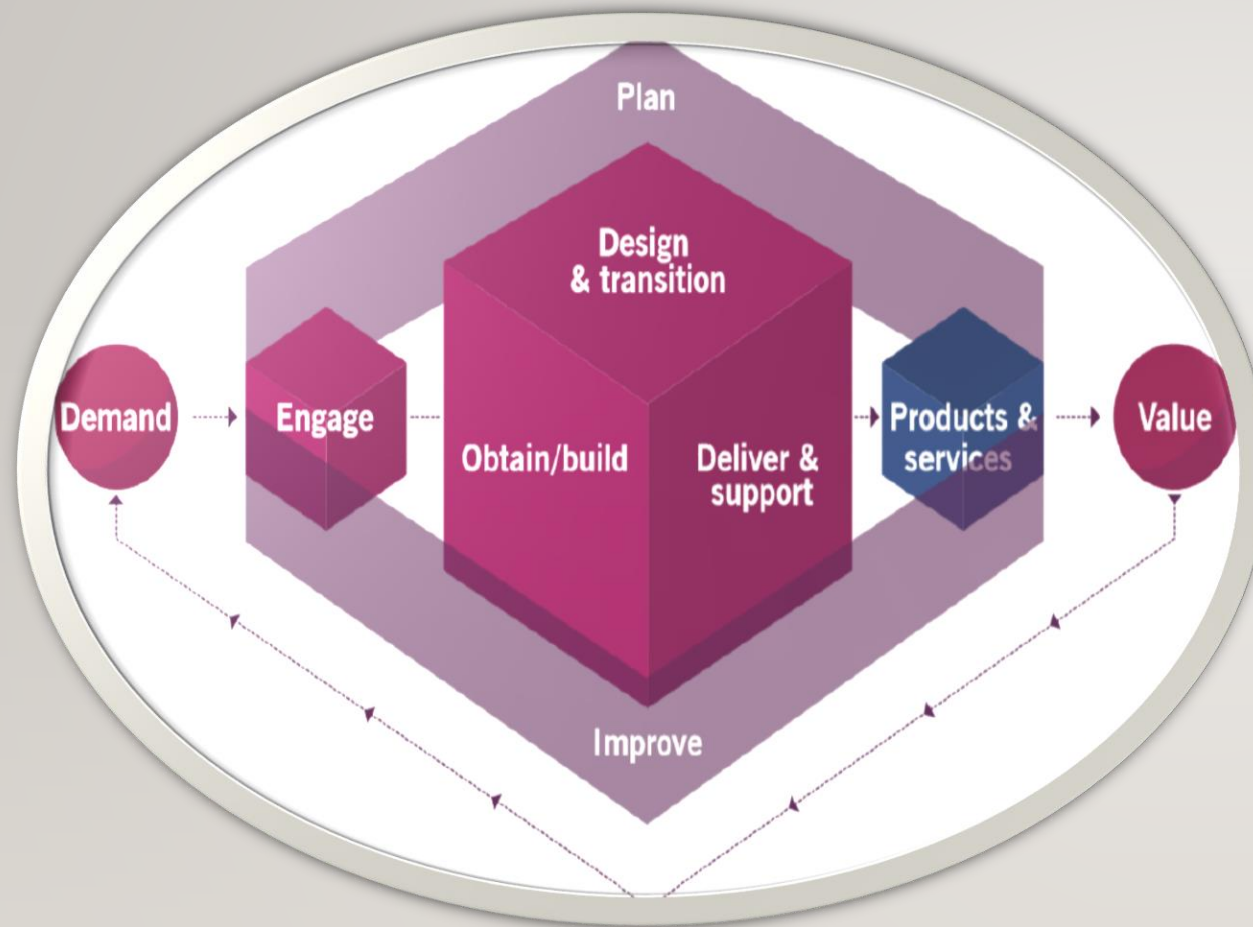 Plan
Design
& transition
Demand
Engage
Obtain/build
Deliver &
support
Products &
services
Value
Improve